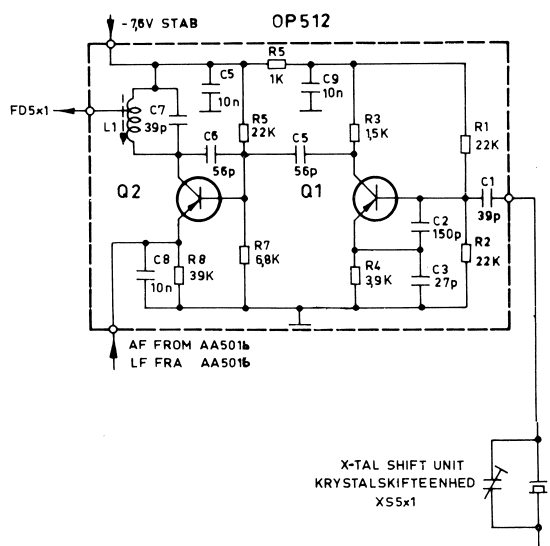 -7,6V STAB
OP512
R5
1K
C5
10n
C9
10n
FD5x1
L1
C7
39p
R5
22K
R3
1,5K
R1
22K
C6
56p
C5
56p
Q2
Q1
C1
39p
C2
150p
R2
22K
C8
10n
R8
39K
R7
6,8K
R4
3,9K
C3
27p
AF FROM AA501b
LF FRA AA501b
X-TAL SHIFT UNIT
KRYSTALSKIFTEENHED
XS5x1